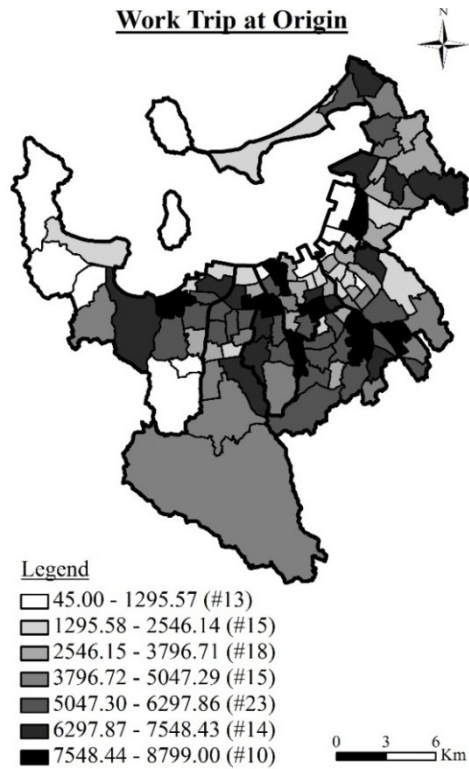 Work Trip at Origin
N
Legend
45.00 - 1295.57 (#13)
1295.58 - 2546.14 (#15)
2546.15 - 3796.71 (#18)
3796.72 - 5047.29 (#15)
5047.30 - 6297.86 (#23)
6297.87 - 7548.43 (#14)
7548.44 - 8799.00 (#10)
0 3 6
Km